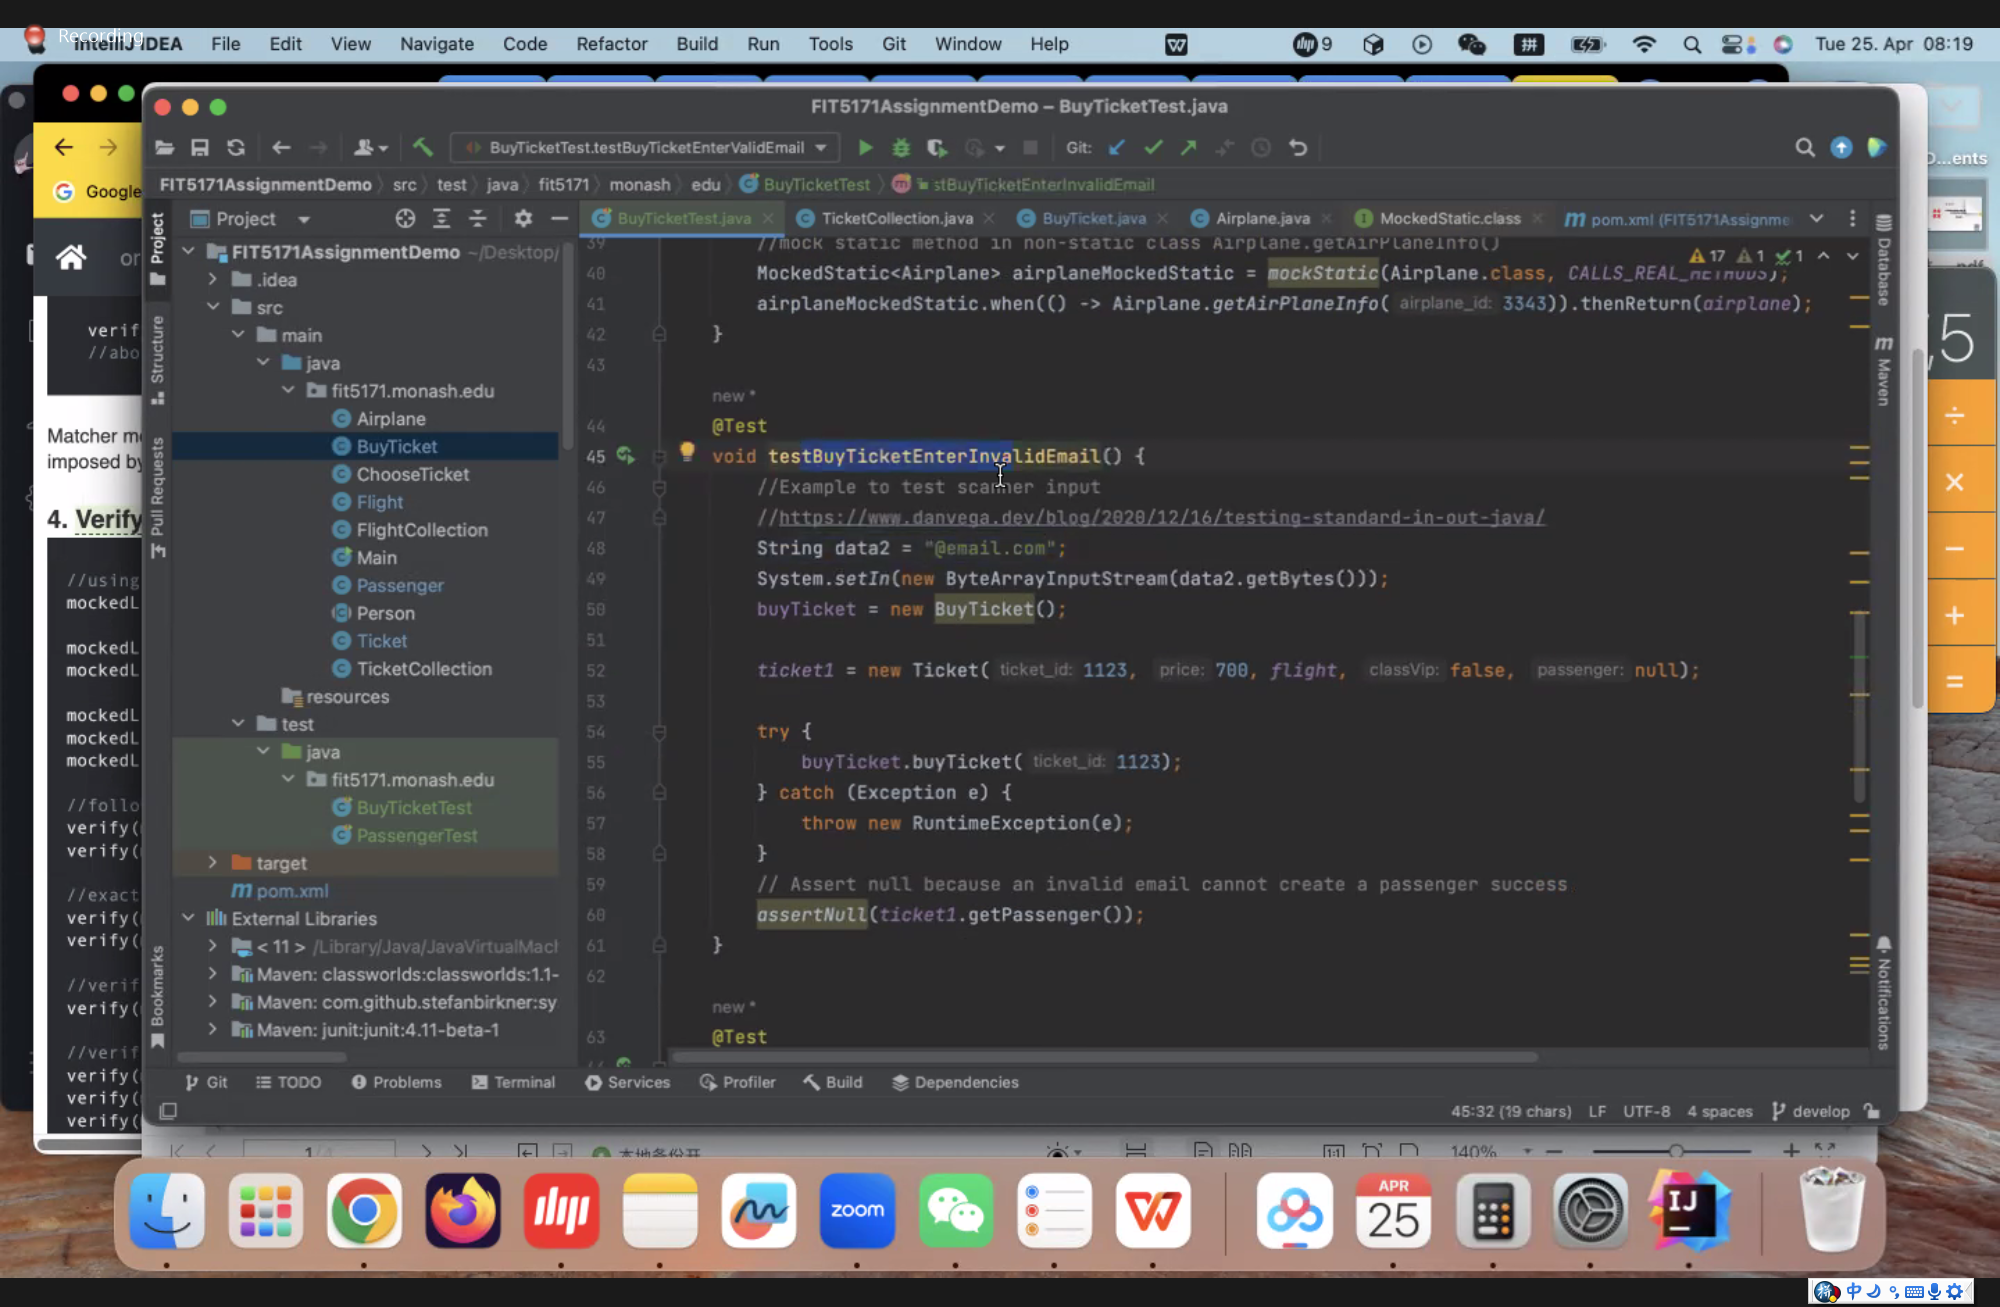 Recording
IntelliJ IDEA File Edit View Navigate Code Refactor Build Run Tools Git Window Help 9 拼 Tue 25. Apr 08:19
FIT5171AssignmentDemo – BuyTicketTest.java
BuyTicketTest.testBuyTicketEnterValidEmail Git:
FIT5171AssignmentDemo src test java fit5171 monash edu BuyTicketTest stBuyTicketEnterInvalidEmail
Project
BuyTicketTest.java TicketCollection.java BuyTicket.java Airplane.java MockedStatic.class pom.xml (FIT5171Assignme
17 1 1
FIT5171AssignmentDemo ~/Desktop/
.idea
src
main
java
fit5171.monash.edu
Airplane
BuyTicket
ChooseTicket
Flight
FlightCollection
Main
Passenger
Person
Ticket
TicketCollection
resources
test
java
fit5171.monash.edu
BuyTicketTest
PassengerTest
target
pom.xml
External Libraries
< 11 > /Library/Java/JavaVirtualMach
Maven: classworlds:classworlds:1.1-
Maven: com.github.stefanbirkner:sy
Maven: junit:junit:4.11-beta-1
39 //mock static method in non-static class Airplane.getAirPlaneInfo()
40 MockedStatic<Airplane> airplaneMockedStatic = mockStatic(Airplane.class, CALLS_REAL_METHODS);
41 airplaneMockedStatic.when(() -> Airplane.getAirPlaneInfo( airplane_id: 3343)).thenReturn(airplane);
42 }
43
new *
44 @Test
45 void testBuyTicketEnterInvalidEmail() {
46 //Example to test scanner input
47 //https://www.danvega.dev/blog/2020/12/16/testing-standard-in-out-java/
48 String data2 = "@email.com";
49 System.setIn(new ByteArrayInputStream(data2.getBytes()));
50 buyTicket = new BuyTicket();
51
52 ticket1 = new Ticket( ticket_id: 1123, price: 700, flight, classVip: false, passenger: null);
53
54 try {
55 buyTicket.buyTicket( ticket_id: 1123);
56 } catch (Exception e) {
57 throw new RuntimeException(e);
58 }
59 // Assert null because an invalid email cannot create a passenger success
60 assertNull(ticket1.getPassenger());
61 }
62
new *
63 @Test
Project
Structure
Pull Requests
Bookmarks
Database
Maven
Notifications
Git TODO Problems Terminal Services Profiler Build Dependencies
45:32 (19 chars) LF UTF-8 4 spaces develop
Google
or
verif
//abo
Matcher m
imposed by
4. Verify
//using
mockedL
mockedL
mockedL
mockedL
mockedL
mockedL
//follo
verify(
verify(
//exact
verify(
verify(
//verif
verify(
//verif
verify(
verify(
verify(
D...ents
,5
÷
×
−
+
=
1:1 140%
zoom
APR
25
IJ
中